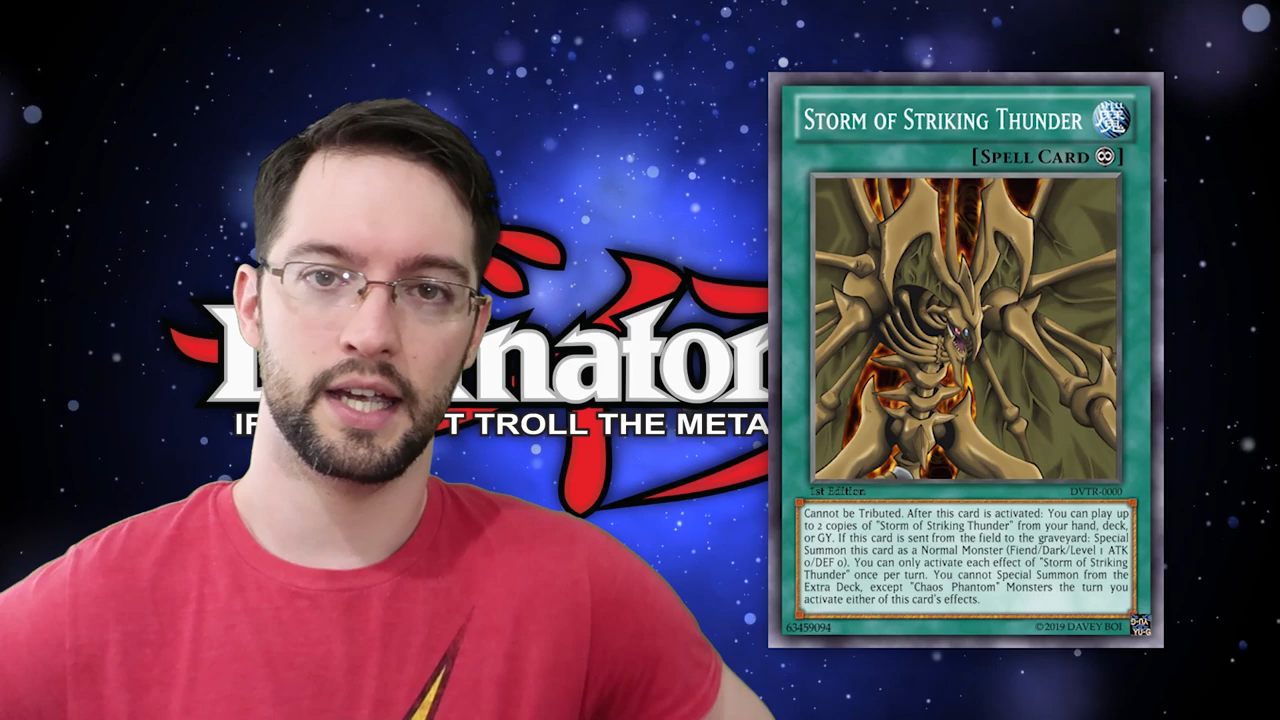 STORM OF STRIKING THUNDER
[SPELL CARD ]
nator
T TROLL THE META
1st Edition DVTR-0000
Cannot be Tributed. After this card is activated: You can play up
to 2 copies of "Storm of Striking Thunder" from your hand, deck,
or GY. If this card is sent from the field to the graveyard: Special
Summon this card as a Normal Monster (Fiend/Dark/Level 1 ATK
0/DEF 0). You can only activate each effect of "Storm of Striking
Thunder" once per turn. You cannot Special Summon from the
Extra Deck, except "Chaos Phantom" Monsters the turn you
activate either of this card's effects.
63459094 ©2019 DAVEY BOI